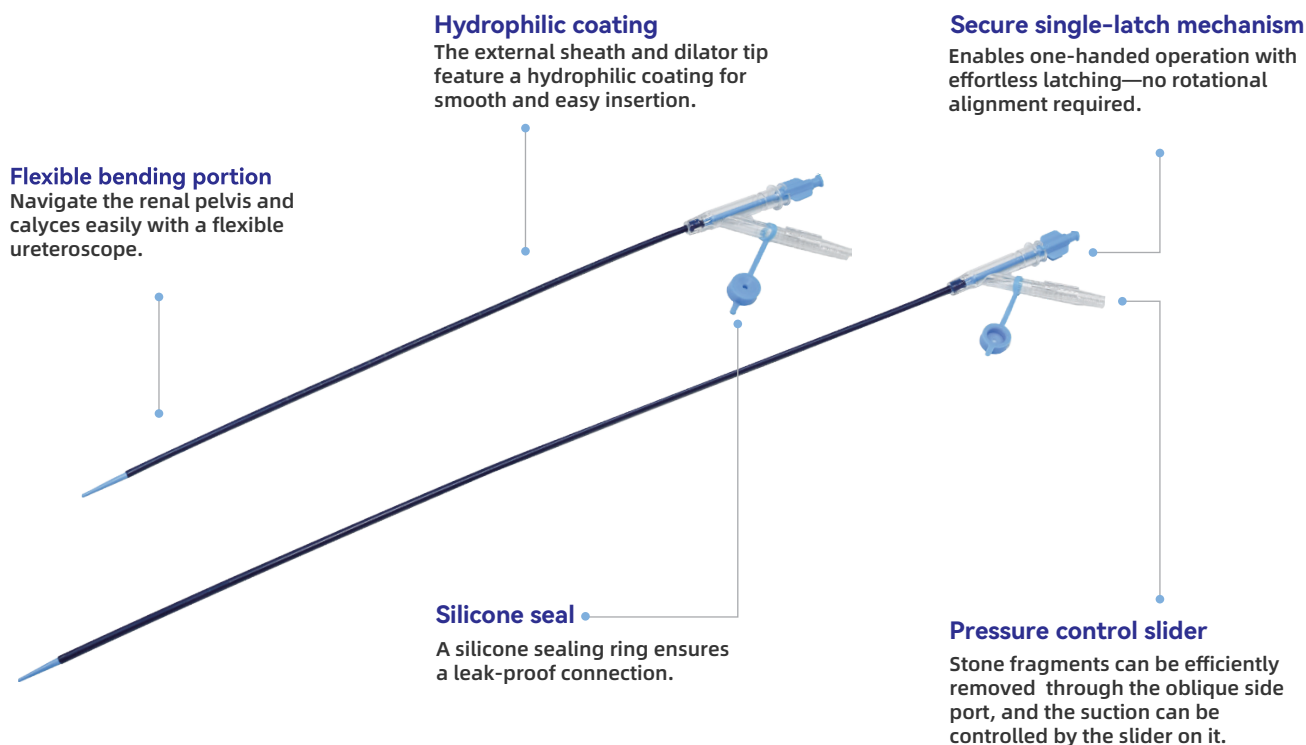 Hydrophilic coating
The external sheath and dilator tip
feature a hydrophilic coating for
smooth and easy insertion.
Secure single-latch mechanism
Enables one-handed operation with
effortless latching—no rotational
alignment required.
Flexible bending portion
Navigate the renal pelvis and
calyces easily with a flexible
ureteroscope.
Silicone seal
A silicone sealing ring ensures
a leak-proof connection.
Pressure control slider
Stone fragments can be efficiently
removed  through the oblique side
port, and the suction can be
controlled by the slider on it.